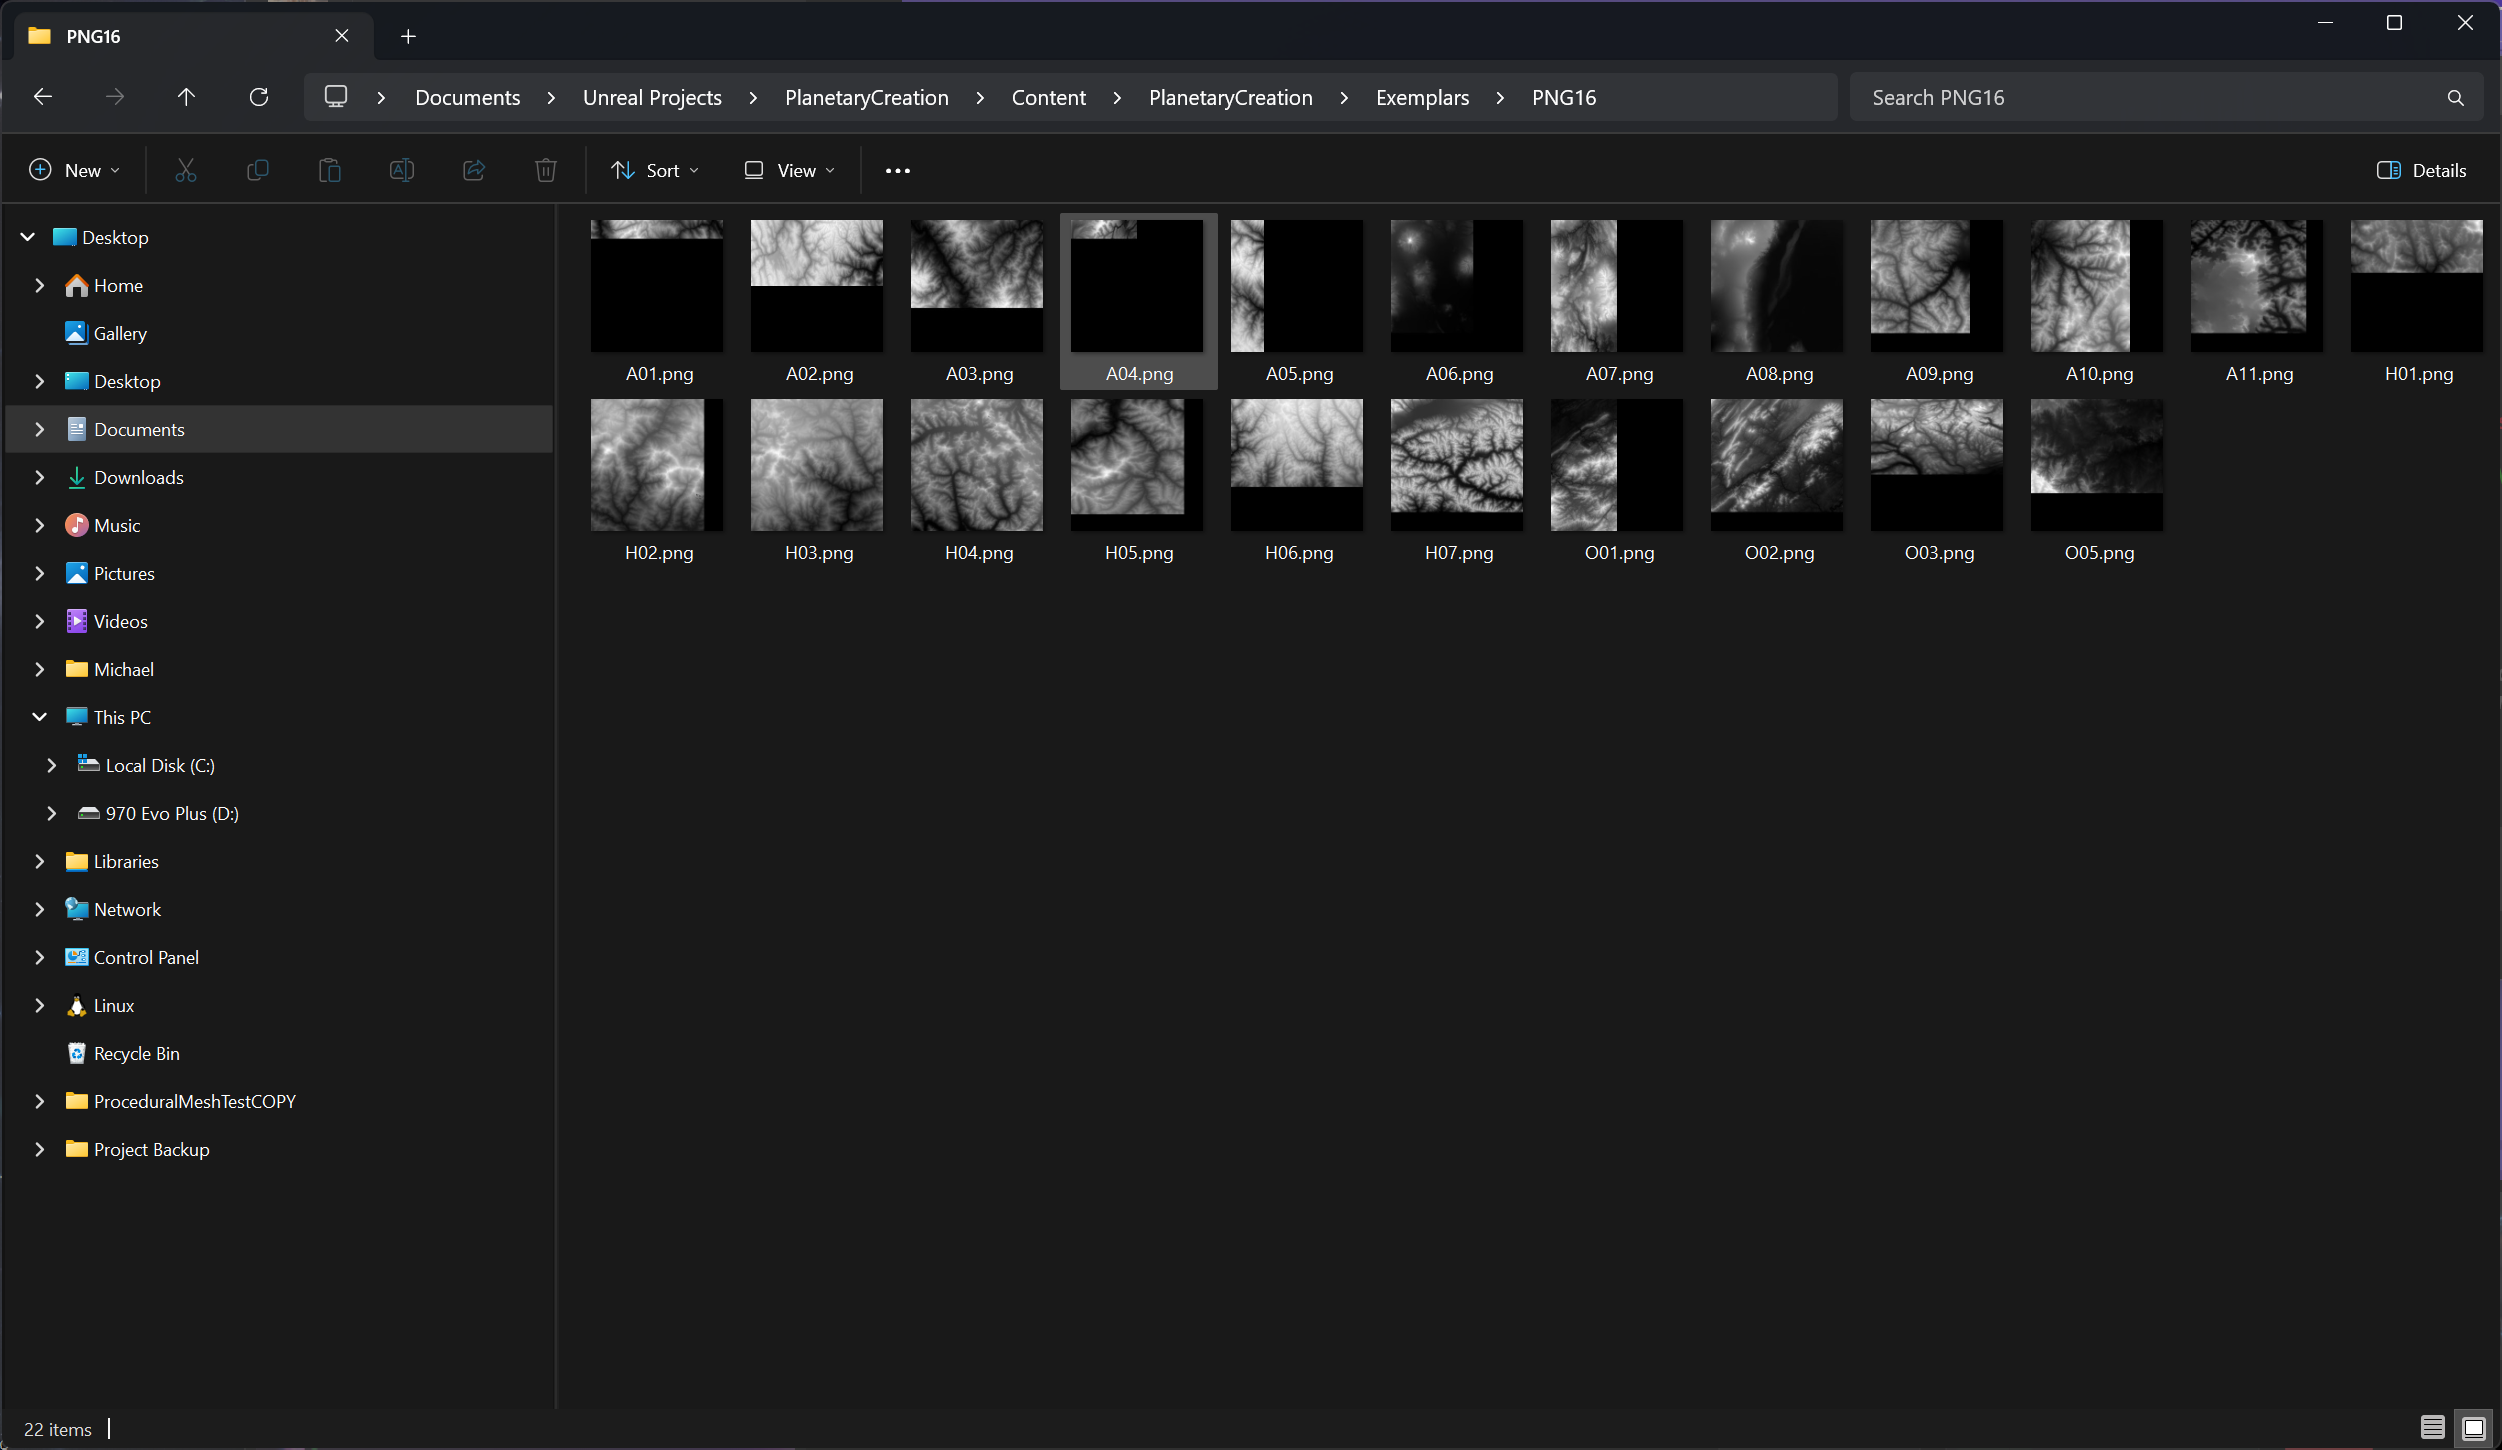 PNG16
Documents
Unreal Projects
PlanetaryCreation
Content
PlanetaryCreation
Exemplars
PNG16
Search PNG16
New
Sort
View
Details
Desktop
Home
Gallery
Desktop
Documents
Downloads
Music
Pictures
Videos
Michael
This PC
Local Disk (C:)
970 Evo Plus (D:)
Libraries
Network
Control Panel
Linux
Recycle Bin
ProceduralMeshTestCOPY
Project Backup
A01.png
A02.png
A03.png
A04.png
A05.png
A06.png
A07.png
A08.png
A09.png
A10.png
A11.png
H01.png
H02.png
H03.png
H04.png
H05.png
H06.png
H07.png
O01.png
O02.png
O03.png
O05.png
22 items